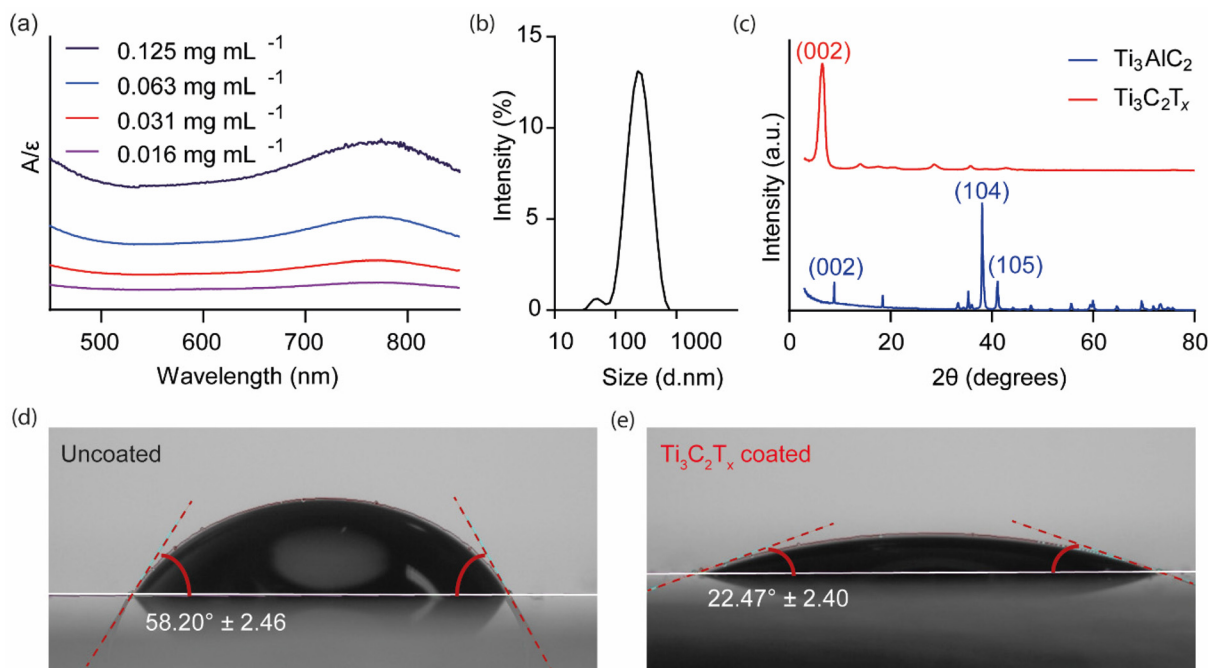 (a)
0.125 mg mL⁻¹
0.063 mg mL⁻¹
0.031 mg mL⁻¹
0.016 mg mL⁻¹
A/ε
500 600 700 800
Wavelength (nm)
(b)
15
10
5
0
Intensity (%)
10 100 1000
Size (d.nm)
(c)
(002)
Ti₃AlC₂
Ti₃C₂Tₓ
(104)
(002)
(105)
Intensity (a.u.)
0 20 40 60 80
2θ (degrees)
(d)
Uncoated
58.20° ± 2.46
(e)
Ti₃C₂Tₓ coated
22.47° ± 2.40